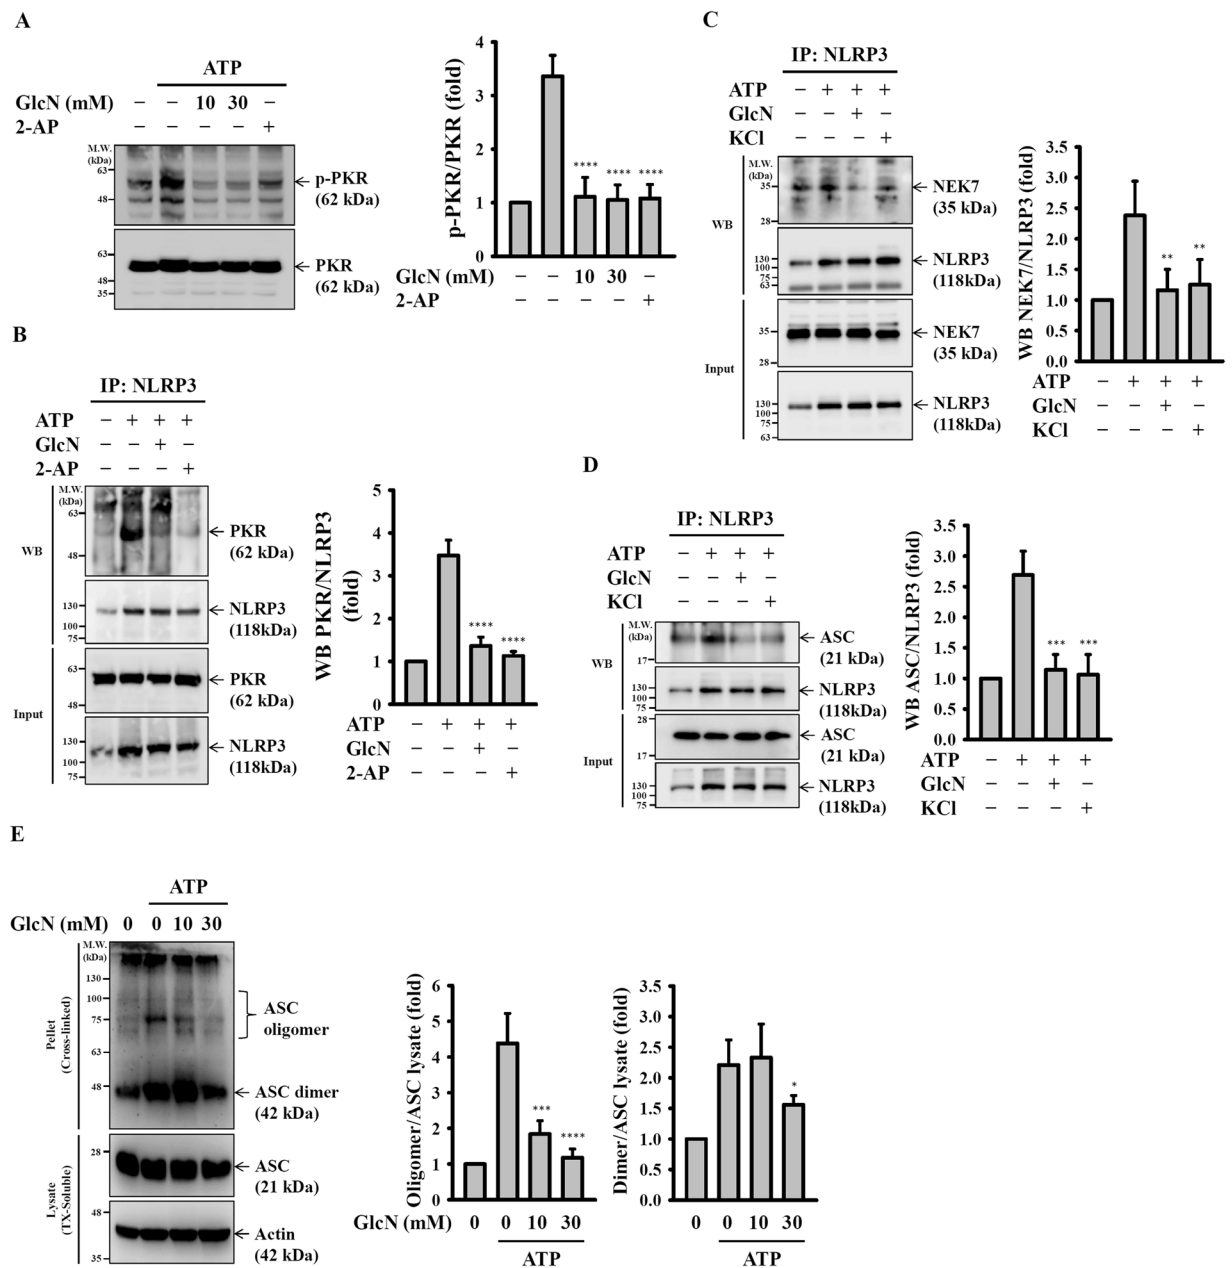 A
ATP
GlcN (mM) – – 10 30 –
2-AP – – – – +
M.W.
(kDa)
63
48
p-PKR
(62 kDa)
63
48
35
PKR
(62 kDa)
p-PKR/PKR (fold)
4
3
2
1
0
**** **** ****
GlcN (mM) – – 10 30 –
2-AP – – – – +
B
IP: NLRP3
ATP – + + +
GlcN – – + –
2-AP – – – +
M.W.
(kDa)
63
48
WB
PKR
(62 kDa)
130
100
75
NLRP3
(118kDa)
63
48
Input
PKR
(62 kDa)
130
100
75
NLRP3
(118kDa)
WB PKR/NLRP3
(fold)
5
4
3
2
1
0
**** ****
ATP – + + +
GlcN – – + –
2-AP – – – +
C
IP: NLRP3
ATP – + + +
GlcN – – + –
KCl – – – +
M.W.
(kDa)
35
28
WB
NEK7
(35 kDa)
130
100
75
63
NLRP3
(118kDa)
35
28
Input
NEK7
(35 kDa)
130
100
75
63
NLRP3
(118kDa)
WB NEK7/NLRP3 (fold)
3.5
3.0
2.5
2.0
1.5
1.0
0.5
0.0
** **
ATP – + + +
GlcN – – + –
KCl – – – +
D
IP: NLRP3
ATP – + + +
GlcN – – + –
KCl – – – +
M.W.
(kDa)
17
WB
ASC
(21 kDa)
130
100
75
NLRP3
(118kDa)
28
17
Input
ASC
(21 kDa)
130
100
75
NLRP3
(118kDa)
WB ASC/NLRP3 (fold)
3.5
3.0
2.5
2.0
1.5
1.0
0.5
0.0
*** ***
ATP – + + +
GlcN – – + –
KCl – – – +
E
ATP
GlcN (mM) 0 0 10 30
M.W.
(kDa)
130
100
75
63
48
Pellet
(Cross-linked)
ASC
oligomer
ASC dimer
(42 kDa)
28
Lysate
(TX-Soluble)
ASC
(21 kDa)
48
35
Actin
(42 kDa)
Oligomer/ASC lysate (fold)
6
5
4
3
2
1
0
*** ****
GlcN (mM) 0 0 10 30
ATP
Dimer/ASC lysate (fold)
3.5
3.0
2.5
2.0
1.5
1.0
0.5
0.0
*
0 0 10 30
ATP